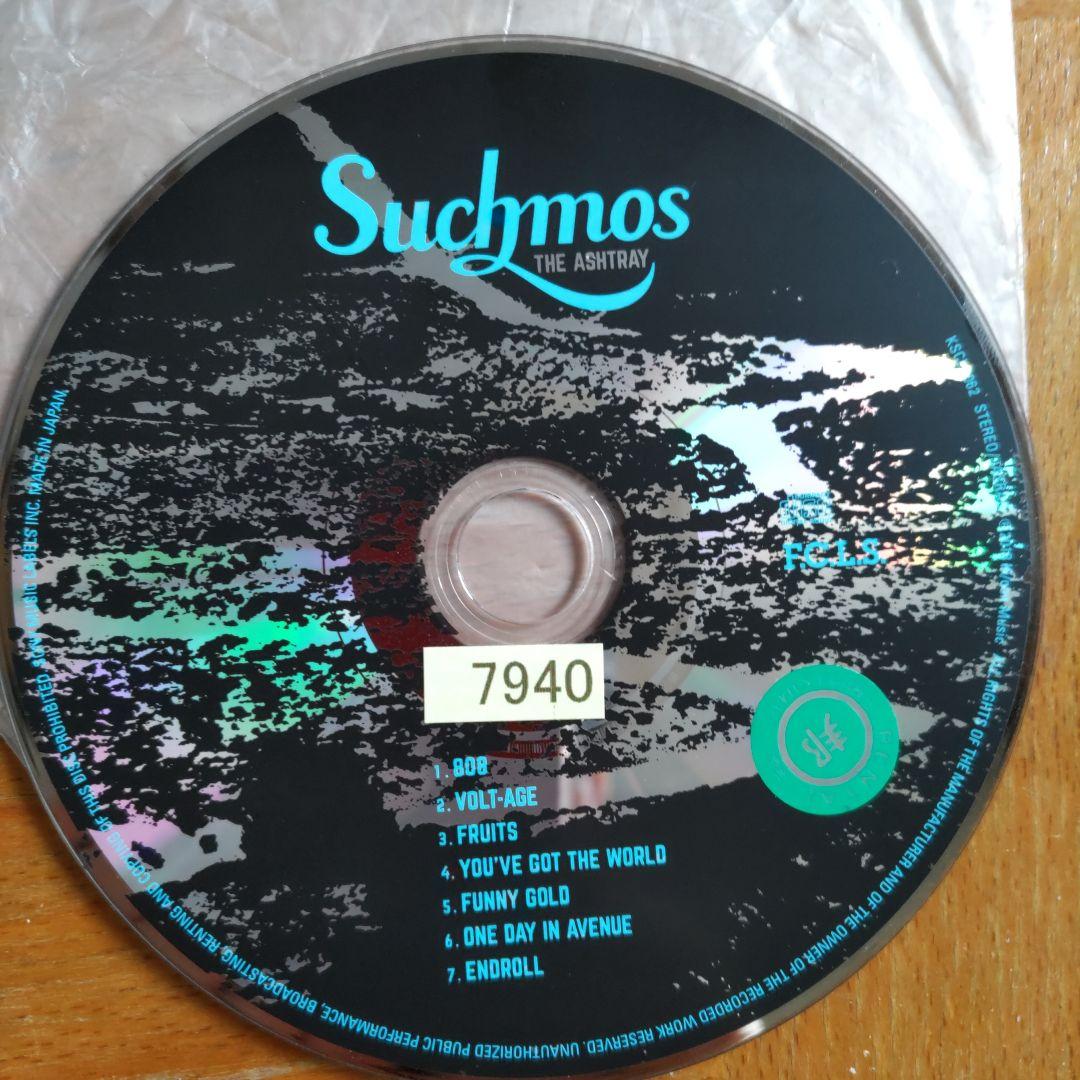 Suchmos
THE ASHTRAY
STEREO
F.C.L.S.
7940
1. 808
2. VOLT-AGE
3. FRUITS
4. YOU'VE GOT THE WORLD
5. FUNNY GOLD
6. ONE DAY IN AVENUE
7. ENDROLL
ALL RIGHTS OF THE MANUFACTURER AND OF THE OWNER OF THE RECORDED WORK RESERVED. UNAUTHORIZED PUBLIC PERFORMANCE, BROADCASTING, RENTING AND COPYING OF THIS DISC PROHIBITED. SONY MUSIC LABELS INC. MADE IN JAPAN.